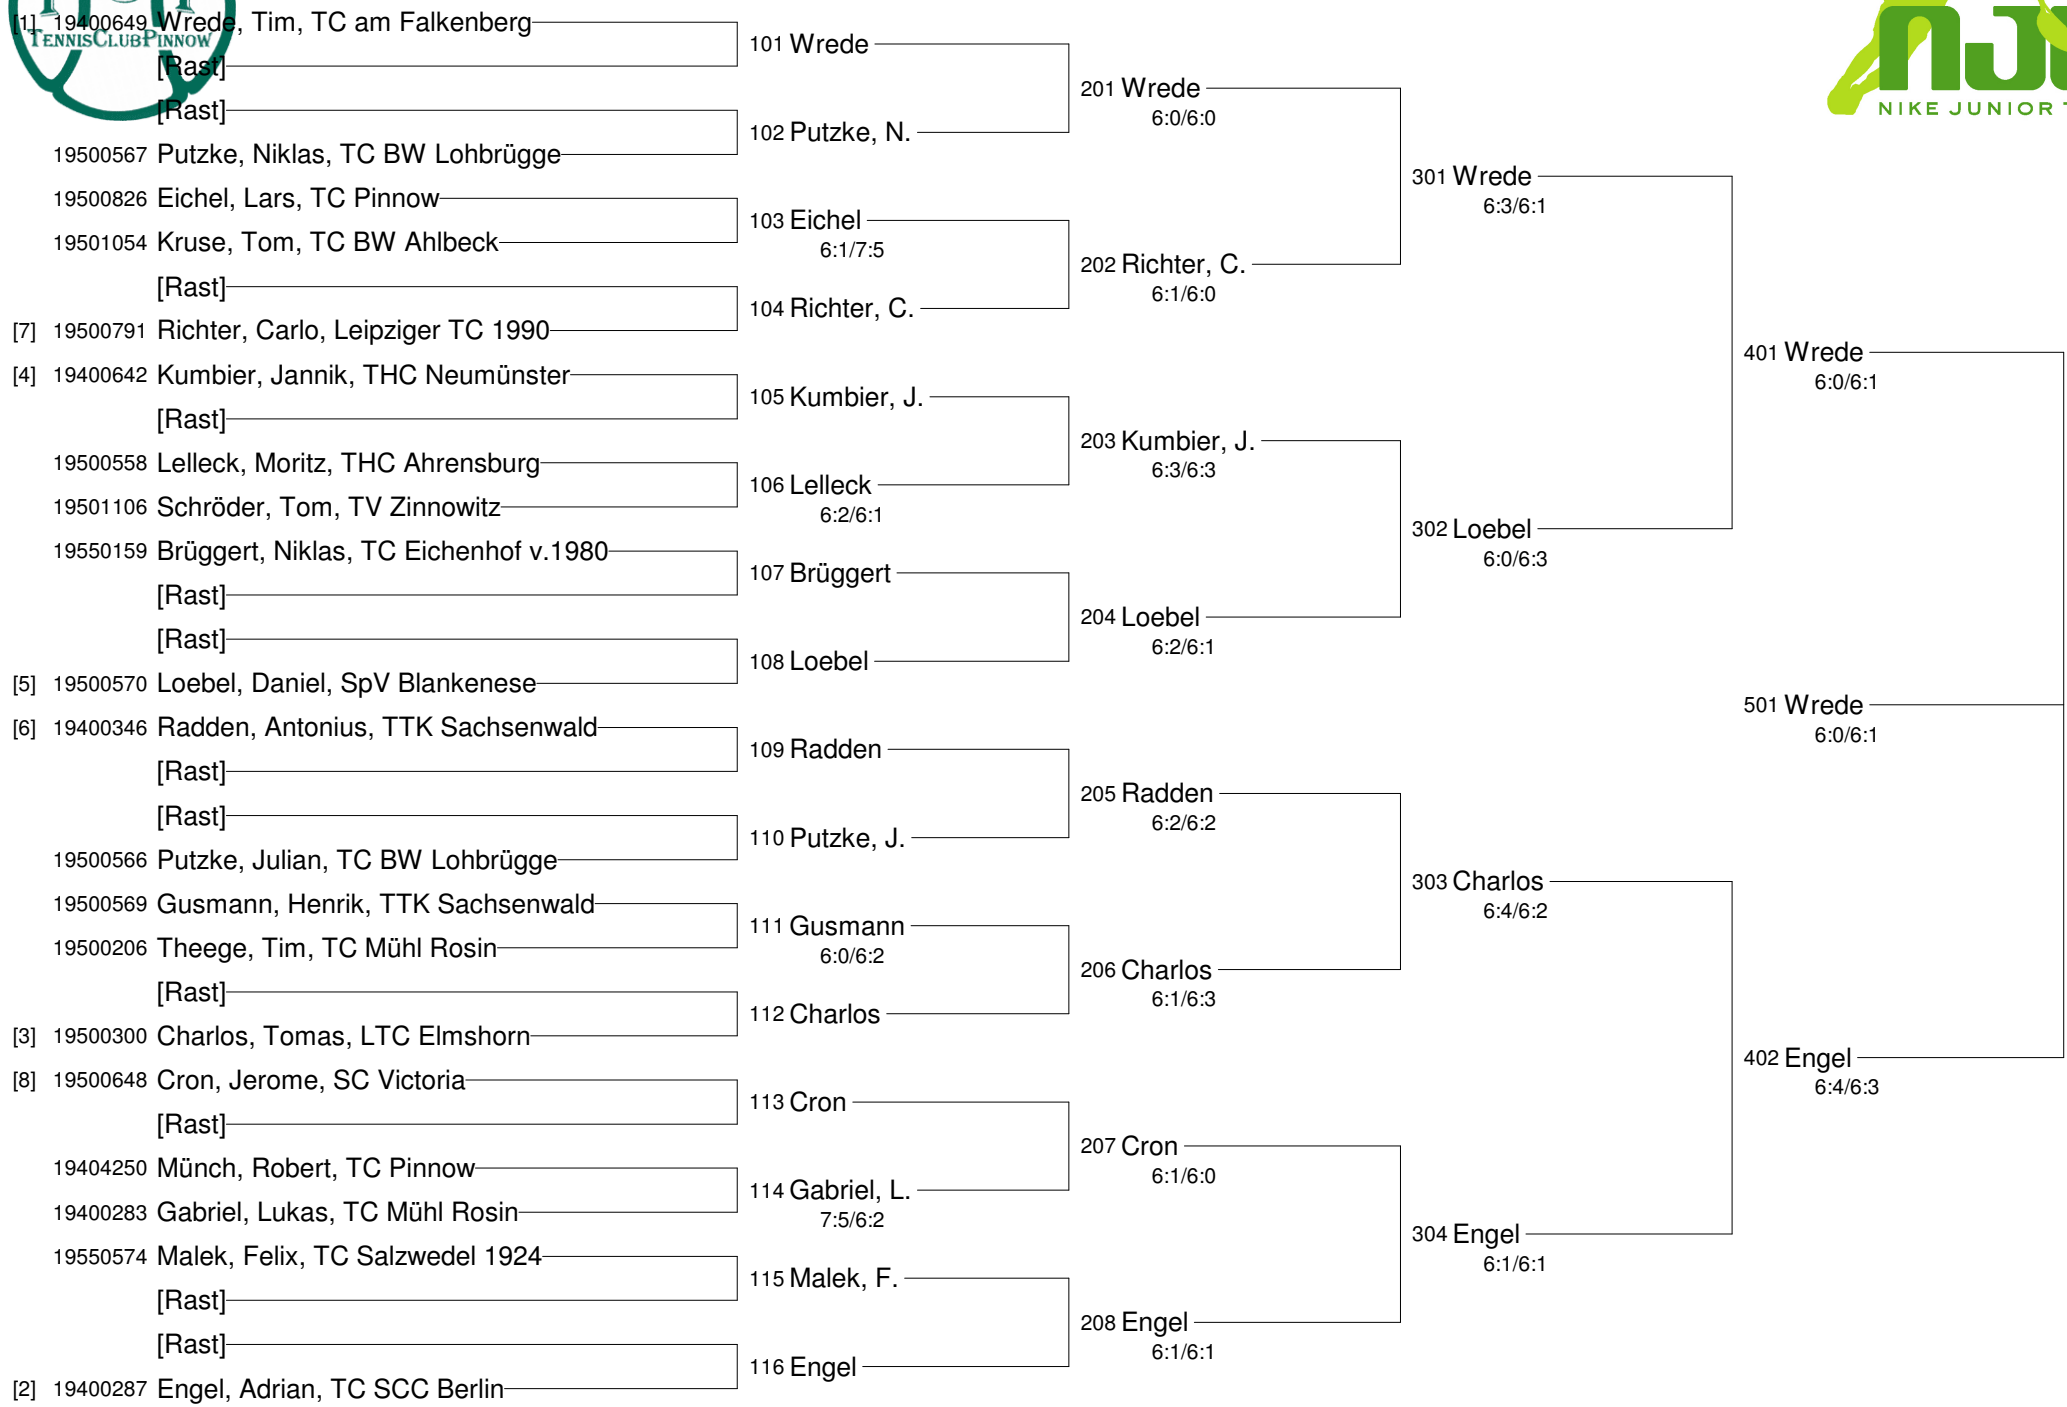 [1] 19400649 Wrede, Tim, TC am Falkenberg
TENNISCLUBPINNOW
[Rast]
[Rast]
19500567 Putzke, Niklas, TC BW Lohbrügge
19500826 Eichel, Lars, TC Pinnow
19501054 Kruse, Tom, TC BW Ahlbeck
[Rast]
[7] 19500791 Richter, Carlo, Leipziger TC 1990
[4] 19400642 Kumbier, Jannik, THC Neumünster
[Rast]
19500558 Lelleck, Moritz, THC Ahrensburg
19501106 Schröder, Tom, TV Zinnowitz
19550159 Brüggert, Niklas, TC Eichenhof v.1980
[Rast]
[Rast]
[5] 19500570 Loebel, Daniel, SpV Blankenese
[6] 19400346 Radden, Antonius, TTK Sachsenwald
[Rast]
[Rast]
19500566 Putzke, Julian, TC BW Lohbrügge
19500569 Gusmann, Henrik, TTK Sachsenwald
19500206 Theege, Tim, TC Mühl Rosin
[Rast]
[3] 19500300 Charlos, Tomas, LTC Elmshorn
[8] 19500648 Cron, Jerome, SC Victoria
[Rast]
19404250 Münch, Robert, TC Pinnow
19400283 Gabriel, Lukas, TC Mühl Rosin
19550574 Malek, Felix, TC Salzwedel 1924
[Rast]
[Rast]
[2] 19400287 Engel, Adrian, TC SCC Berlin
101 Wrede
102 Putzke, N.
103 Eichel
6:1/7:5
104 Richter, C.
105 Kumbier, J.
106 Lelleck
6:2/6:1
107 Brüggert
108 Loebel
109 Radden
110 Putzke, J.
111 Gusmann
6:0/6:2
112 Charlos
113 Cron
114 Gabriel, L.
7:5/6:2
115 Malek, F.
116 Engel
201 Wrede
6:0/6:0
202 Richter, C.
6:1/6:0
203 Kumbier, J.
6:3/6:3
204 Loebel
6:2/6:1
205 Radden
6:2/6:2
206 Charlos
6:1/6:3
207 Cron
6:1/6:0
208 Engel
6:1/6:1
301 Wrede
6:3/6:1
302 Loebel
6:0/6:3
303 Charlos
6:4/6:2
304 Engel
6:1/6:1
401 Wrede
6:0/6:1
501 Wrede
6:0/6:1
402 Engel
6:4/6:3
NIKE JUNIOR